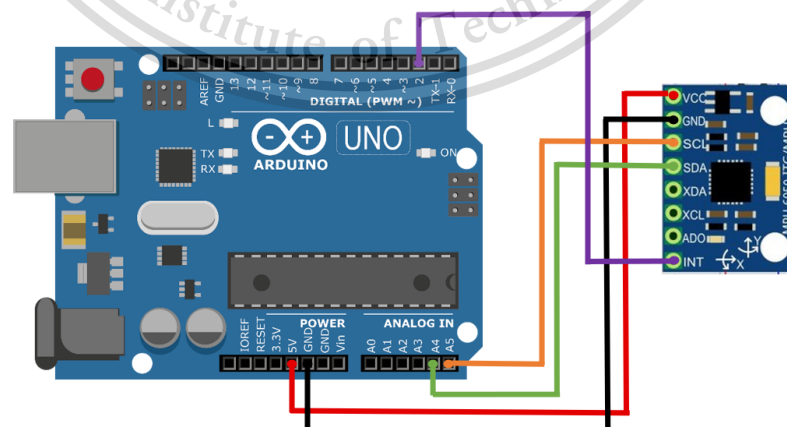 Institute of Techn
AREF
GND
13
12
~11
~10
~9
8
7
~6
~5
4
~3
2
TX-1
RX-0
DIGITAL (PWM ~)
L
TX
RX
UNO
ARDUINO
ON
POWER
ANALOG IN
IOREF
RESET
3.3V
5V
GND
GND
Vin
A0
A1
A2
A3
A4
A5
VCC
GND
SCL
SDA
XDA
XCL
ADO
INT
X
Y